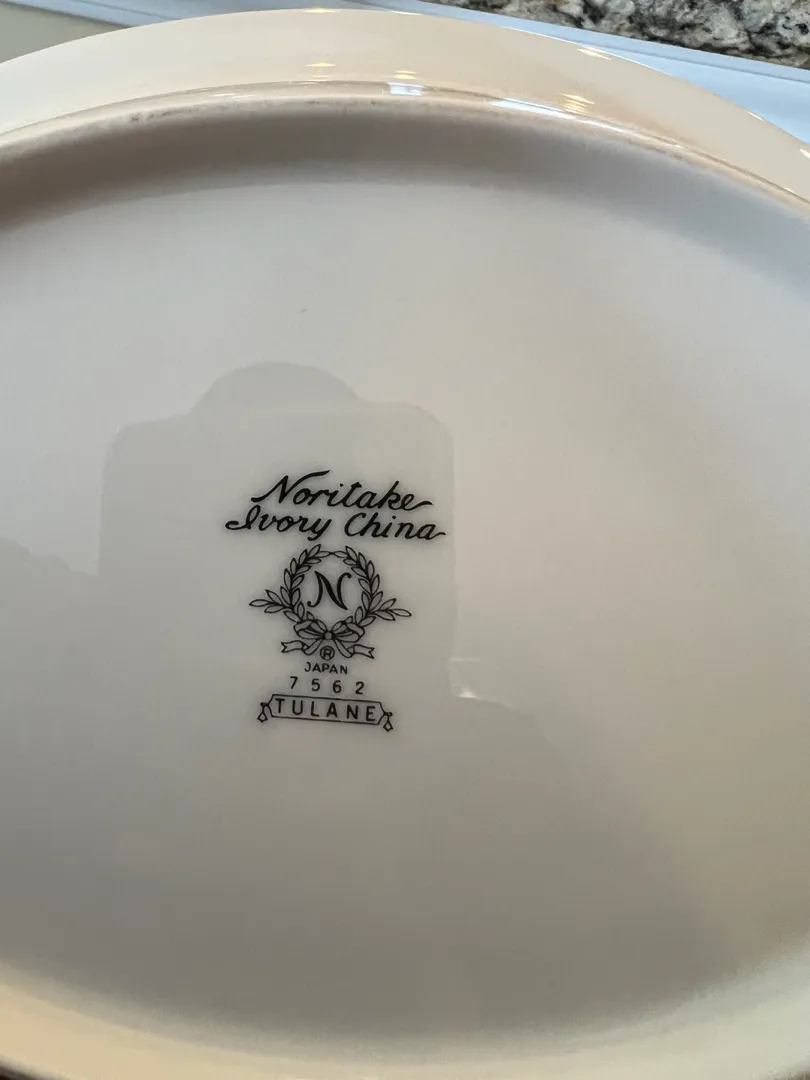 Noritake
Ivory China
N
®
JAPAN
7562
TULANE